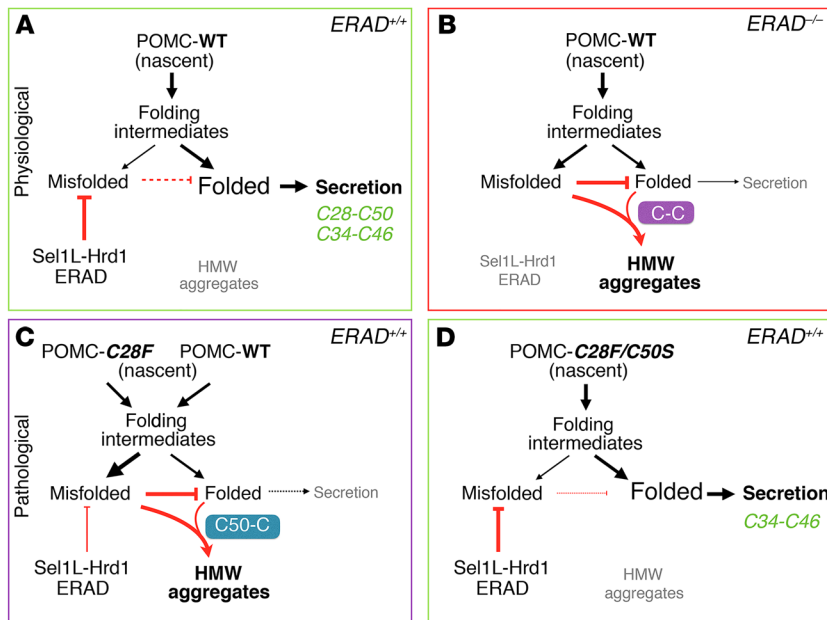 A
ERAD+/+
Physiological
POMC-WT
(nascent)
Folding
intermediates
Misfolded
Folded
Secretion
C28-C50
C34-C46
Sel1L-Hrd1
ERAD
HMW
aggregates
B
ERAD–/–
POMC-WT
(nascent)
Folding
intermediates
Misfolded
Folded
Secretion
C-C
Sel1L-Hrd1
ERAD
HMW
aggregates
C
ERAD+/+
Pathological
POMC-C28F POMC-WT
(nascent)
Folding
intermediates
Misfolded
Folded
Secretion
C50-C
Sel1L-Hrd1
ERAD
HMW
aggregates
D
ERAD+/+
POMC-C28F/C50S
(nascent)
Folding
intermediates
Misfolded
Folded
Secretion
C34-C46
Sel1L-Hrd1
ERAD
HMW
aggregates